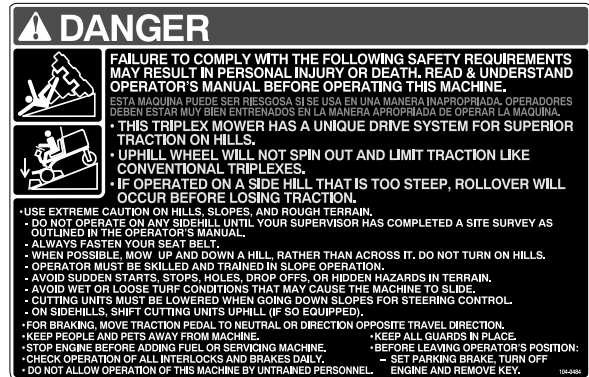 DANGER
FAILURE TO COMPLY WITH THE FOLLOWING SAFETY REQUIREMENTS
MAY RESULT IN PERSONAL INJURY OR DEATH. READ & UNDERSTAND
OPERATOR'S MANUAL BEFORE OPERATING THIS MACHINE.
ESTA MAQUINA PUEDE SER RIESGOSA SI SE USA EN UNA MANERA INAPROPRIADA. OPERADORES
DEBEN ESTAR MUY BIEN ENTRENADOS EN LA MANERA APROPRIADA DE OPERAR LA MAQUINA.
• THIS TRIPLEX MOWER HAS A UNIQUE DRIVE SYSTEM FOR SUPERIOR
TRACTION ON HILLS.
• UPHILL WHEEL WILL NOT SPIN OUT AND LIMIT TRACTION LIKE
CONVENTIONAL TRIPLEXES.
• IF OPERATED ON A SIDE HILL THAT IS TOO STEEP, ROLLOVER WILL
OCCUR BEFORE LOSING TRACTION.
•USE EXTREME CAUTION ON HILLS, SLOPES, AND ROUGH TERRAIN.
- DO NOT OPERATE ON ANY SIDEHILL UNTIL YOUR SUPERVISOR HAS COMPLETED A SITE SURVEY AS
OUTLINED IN THE OPERATOR'S MANUAL.
- ALWAYS FASTEN YOUR SEAT BELT.
- WHEN POSSIBLE, MOW UP AND DOWN A HILL, RATHER THAN ACROSS IT. DO NOT TURN ON HILLS.
- OPERATOR MUST BE SKILLED AND TRAINED IN SLOPE OPERATION.
- AVOID SUDDEN STARTS, STOPS, HOLES, DROP OFFS, OR HIDDEN HAZARDS IN TERRAIN.
- AVOID WET OR LOOSE TURF CONDITIONS THAT MAY CAUSE THE MACHINE TO SLIDE.
- CUTTING UNITS MUST BE LOWERED WHEN GOING DOWN SLOPES FOR STEERING CONTROL.
- ON SIDEHILLS, SHIFT CUTTING UNITS UPHILL (IF SO EQUIPPED).
•FOR BRAKING, MOVE TRACTION PEDAL TO NEUTRAL OR DIRECTION OPPOSITE TRAVEL DIRECTION.
•KEEP PEOPLE AND PETS AWAY FROM MACHINE.
•STOP ENGINE BEFORE ADDING FUEL OR SERVICING MACHINE.
•CHECK OPERATION OF ALL INTERLOCKS AND BRAKES DAILY.
• DO NOT ALLOW OPERATION OF THIS MACHINE BY UNTRAINED PERSONNEL.
•KEEP ALL GUARDS IN PLACE.
•BEFORE LEAVING OPERATOR'S POSITION:
– SET PARKING BRAKE, TURN OFF
ENGINE AND REMOVE KEY.
104-0484